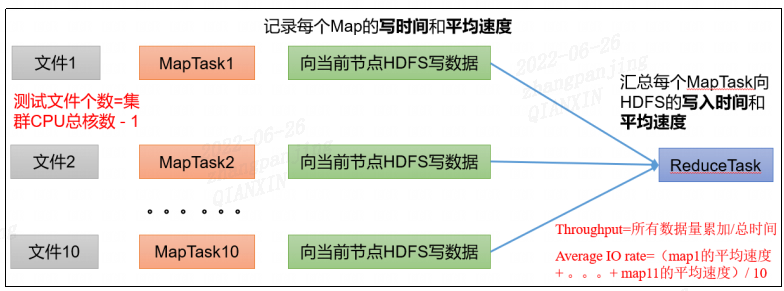 记录每个Map的写时间和平均速度
文件1
MapTask1
向当前节点HDFS写数据
测试文件个数=集
群CPU总核数 - 1
汇总每个MapTask向
HDFS的写入时间和
平均速度
文件2
MapTask2
向当前节点HDFS写数据
ReduceTask
。。。 。。。
文件10
MapTask10
向当前节点HDFS写数据
Throughput=所有数据量累加/总时间
Average IO rate=（map1的平均速度
+ 。。。+ map11的平均速度）/ 10
2022-06-26
zhangpanjing
QIANXIN
2022-06-26
zhangpanjing
QIANXIN